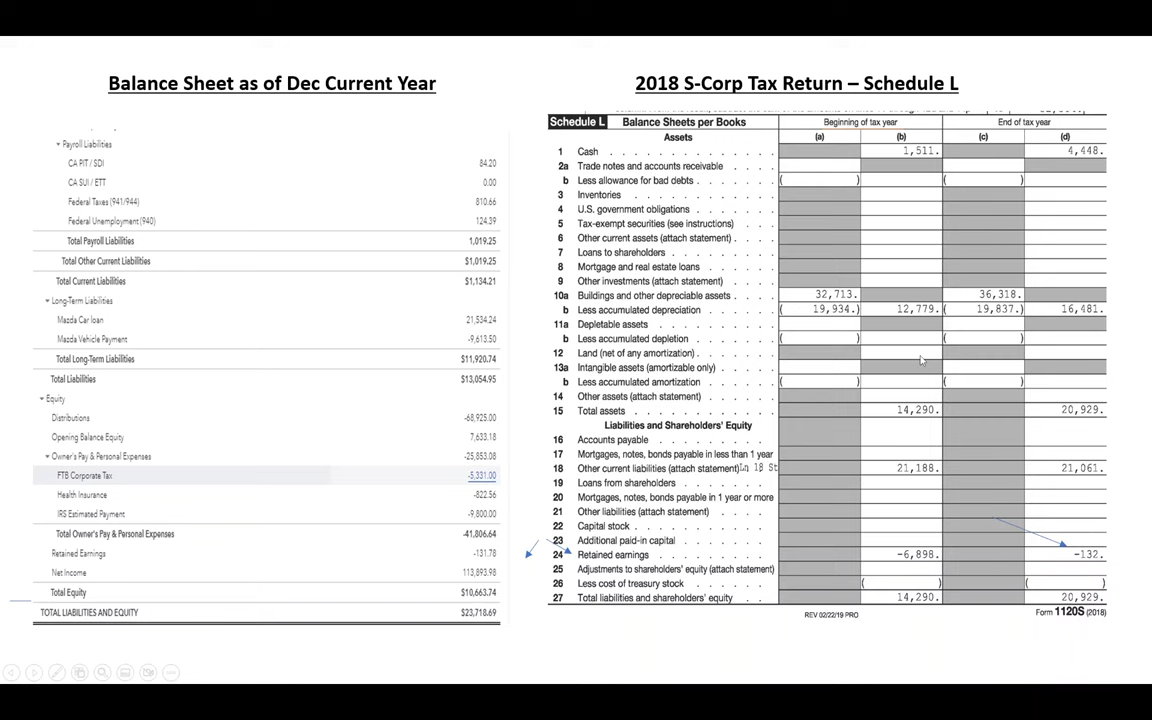 Balance Sheet as of Dec Current Year
Payroll Liabilities
CA PIT / SDI 84.20
CA SUI / ETT 0.00
Federal Taxes (941/944) 810.66
Federal Unemployment (940) 124.39
Total Payroll Liabilities 1,019.25
Total Other Current Liabilities $1,019.25
Total Current Liabilities $1,134.21
Long-Term Liabilities
Mazda Car loan 21,534.24
Mazda Vehicle Payment -9,613.50
Total Long-Term Liabilities $11,920.74
Total Liabilities $13,054.95
Equity
Distributions -68,925.00
Opening Balance Equity 7,633.18
Owner's Pay & Personal Expenses -25,853.08
FTB Corporate Tax -5,331.00
Health Insurance -822.56
IRS Estimated Payment -9,800.00
Total Owner's Pay & Personal Expenses -41,806.64
Retained Earnings -131.78
Net Income 113,893.98
Total Equity $10,663.74
TOTAL LIABILITIES AND EQUITY $23,718.69
2018 S-Corp Tax Return – Schedule L
Schedule L Balance Sheets per Books Beginning of tax year End of tax year
Assets (a) (b) (c) (d)
1 Cash 1,511. 4,448.
2a Trade notes and accounts receivable
b Less allowance for bad debts ( ) ( )
3 Inventories
4 U.S. government obligations
5 Tax-exempt securities (see instructions)
6 Other current assets (attach statement)
7 Loans to shareholders
8 Mortgage and real estate loans
9 Other investments (attach statement)
10a Buildings and other depreciable assets 32,713. 36,318.
b Less accumulated depreciation ( 19,934.) 12,779. ( 19,837.) 16,481.
11a Depletable assets
b Less accumulated depletion ( ) ( )
12 Land (net of any amortization)
13a Intangible assets (amortizable only)
b Less accumulated amortization ( ) ( )
14 Other assets (attach statement)
15 Total assets 14,290. 20,929.
Liabilities and Shareholders' Equity
16 Accounts payable
17 Mortgages, notes, bonds payable in less than 1 year
18 Other current liabilities (attach statement) Ln 18 St 21,188. 21,061.
19 Loans from shareholders
20 Mortgages, notes, bonds payable in 1 year or more
21 Other liabilities (attach statement)
22 Capital stock
23 Additional paid-in capital
24 Retained earnings -6,898. -132.
25 Adjustments to shareholders' equity (attach statement)
26 Less cost of treasury stock ( ) ( )
27 Total liabilities and shareholders' equity 14,290. 20,929.
REV 02/22/19 PRO Form 1120S (2018)